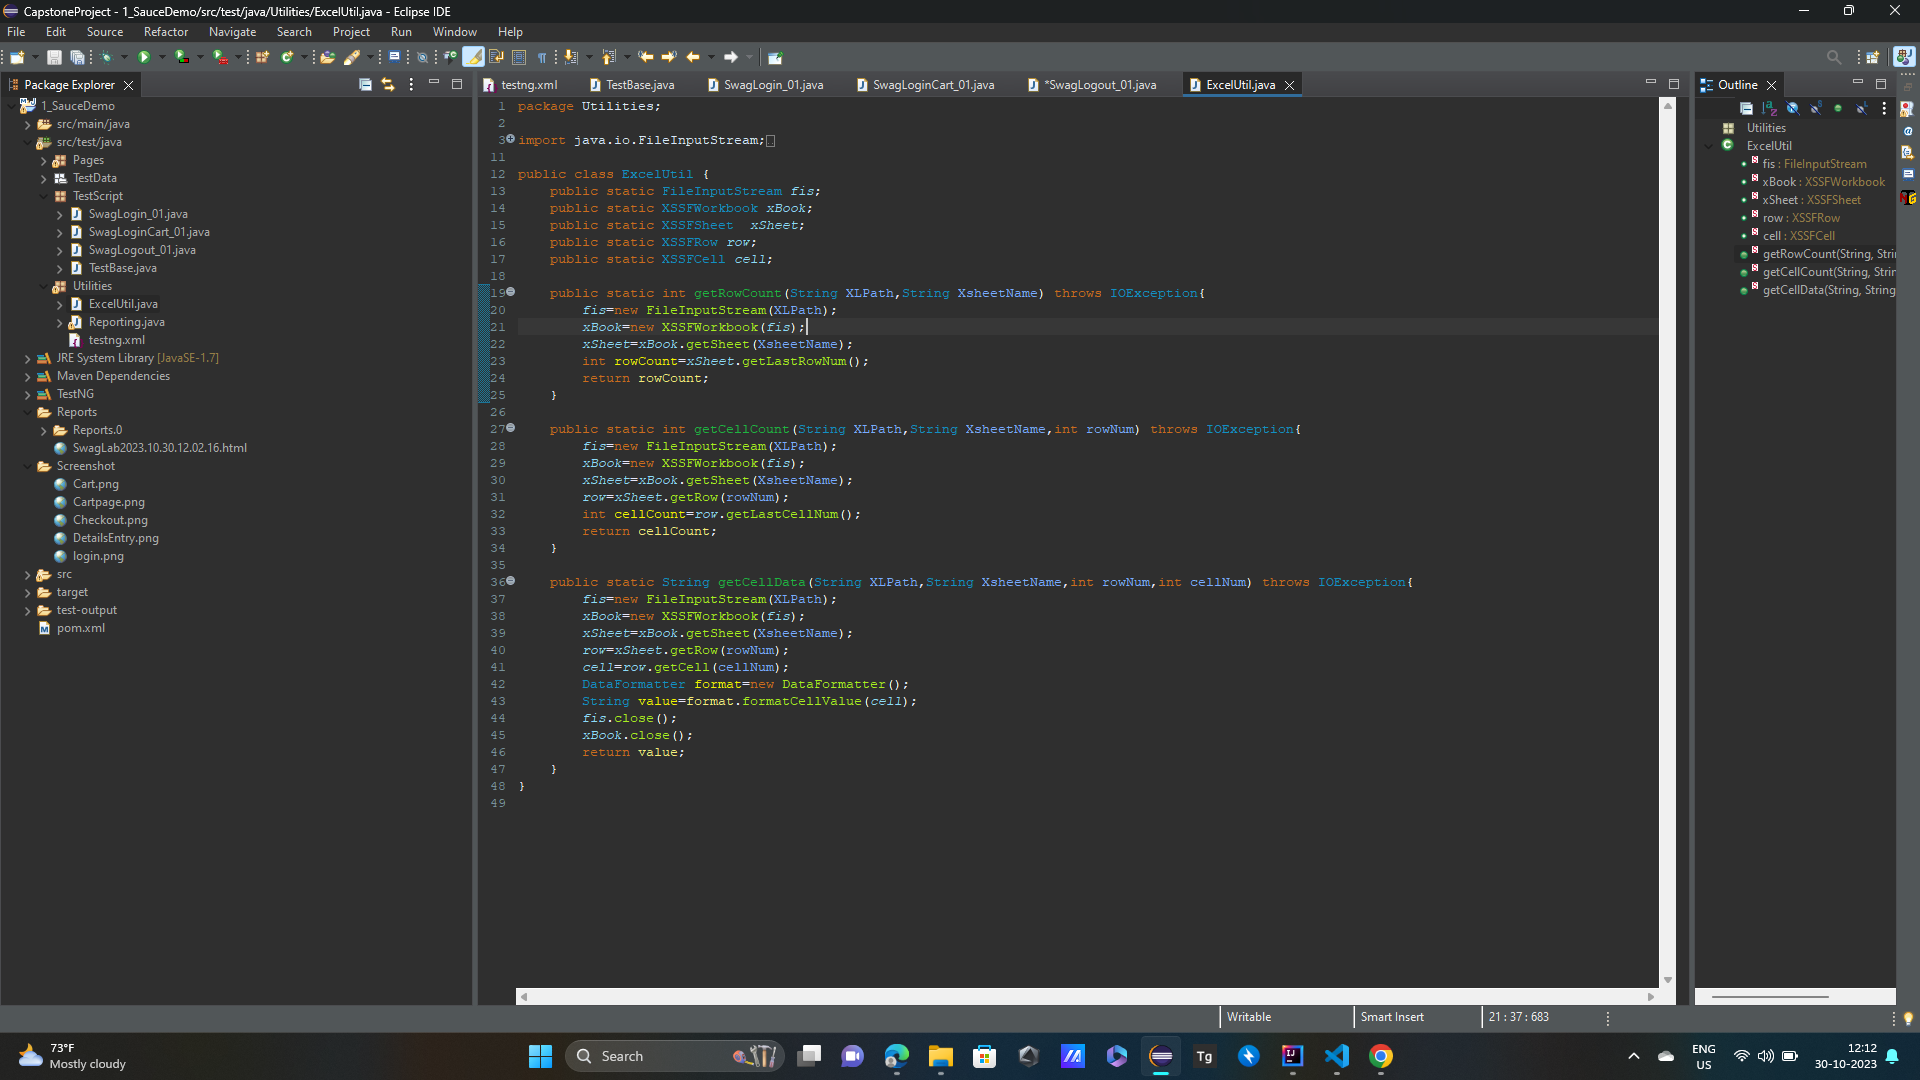 CapstoneProject - 1_SauceDemo/src/test/java/Utilities/ExcelUtil.java - Eclipse IDE
File Edit Source Refactor Navigate Search Project Run Window Help
Package Explorer
1_SauceDemo
src/main/java
src/test/java
Pages
TestData
TestScript
SwagLogin_01.java
SwagLoginCart_01.java
SwagLogout_01.java
TestBase.java
Utilities
ExcelUtil.java
Reporting.java
testng.xml
JRE System Library [JavaSE-1.7]
Maven Dependencies
TestNG
Reports
Reports.0
SwagLab2023.10.30.12.02.16.html
Screenshot
Cart.png
Cartpage.png
Checkout.png
DetailsEntry.png
login.png
src
target
test-output
pom.xml
testng.xml TestBase.java SwagLogin_01.java SwagLoginCart_01.java *SwagLogout_01.java ExcelUtil.java
1 package Utilities;
2
3 import java.io.FileInputStream;
11
12 public class ExcelUtil {
13 public static FileInputStream fis;
14 public static XSSFWorkbook xBook;
15 public static XSSFSheet xSheet;
16 public static XSSFRow row;
17 public static XSSFCell cell;
18
19 public static int getRowCount(String XLPath,String XsheetName) throws IOException{
20 fis=new FileInputStream(XLPath);
21 xBook=new XSSFWorkbook(fis);
22 xSheet=xBook.getSheet(XsheetName);
23 int rowCount=xSheet.getLastRowNum();
24 return rowCount;
25 }
26
27 public static int getCellCount(String XLPath,String XsheetName,int rowNum) throws IOException{
28 fis=new FileInputStream(XLPath);
29 xBook=new XSSFWorkbook(fis);
30 xSheet=xBook.getSheet(XsheetName);
31 row=xSheet.getRow(rowNum);
32 int cellCount=row.getLastCellNum();
33 return cellCount;
34 }
35
36 public static String getCellData(String XLPath,String XsheetName,int rowNum,int cellNum) throws IOException{
37 fis=new FileInputStream(XLPath);
38 xBook=new XSSFWorkbook(fis);
39 xSheet=xBook.getSheet(XsheetName);
40 row=xSheet.getRow(rowNum);
41 cell=row.getCell(cellNum);
42 DataFormatter format=new DataFormatter();
43 String value=format.formatCellValue(cell);
44 fis.close();
45 xBook.close();
46 return value;
47 }
48 }
49
Outline
Utilities
ExcelUtil
fis : FileInputStream
xBook : XSSFWorkbook
xSheet : XSSFSheet
row : XSSFRow
cell : XSSFCell
getRowCount(String, Stri
getCellCount(String, Strin
getCellData(String, String
Writable Smart Insert 21 : 37 : 683
73°F
Mostly cloudy
Search
Tg
ENG
US
12:12
30-10-2023